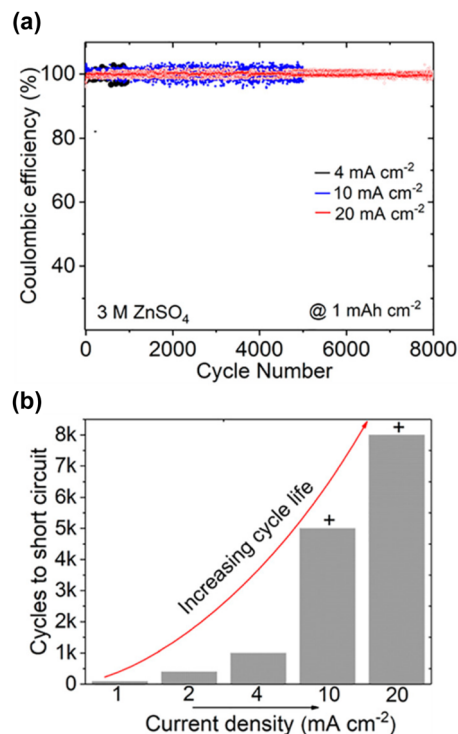 (a)
Coulombic efficiency (%)
100
80
60
40
4 mA cm⁻²
10 mA cm⁻²
20 mA cm⁻²
3 M ZnSO₄
@ 1 mAh cm⁻²
0 2000 4000 6000 8000
Cycle Number
(b)
Cycles to short circuit
8k
7k
6k
5k
4k
3k
2k
1k
0
+
+
Increasing cycle life
1 2 4 10 20
Current density (mA cm⁻²)